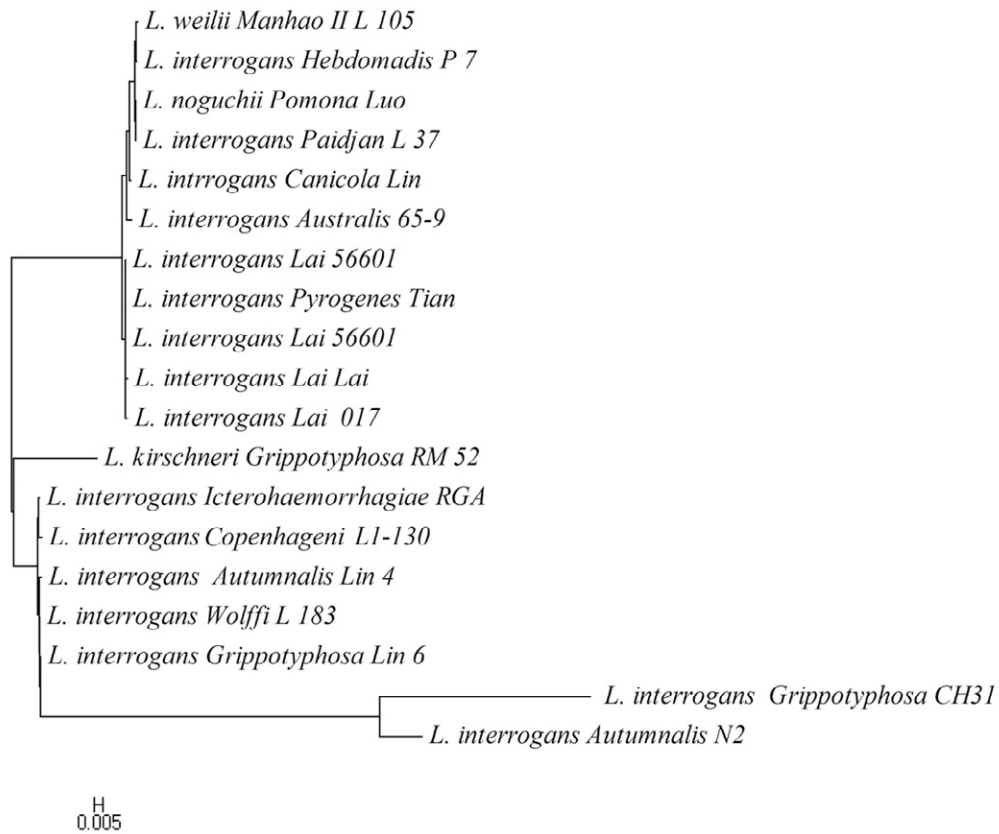 L. weilii Manhao II L 105
L. interrogans Hebdomadis P 7
L. noguchii Pomona Luo
L. interrogans Paidjan L 37
L. intrrogans Canicola Lin
L. interrogans Australis 65-9
L. interrogans Lai 56601
L. interrogans Pyrogenes Tian
L. interrogans Lai 56601
L. interrogans Lai Lai
L. interrogans Lai 017
L. kirschneri Grippotyphosa RM 52
L. interrogans Icterohaemorrhagiae RGA
L. interrogans Copenhageni L1-130
L. interrogans Autumnalis Lin 4
L. interrogans Wolffi L 183
L. interrogans Grippotyphosa Lin 6
L. interrogans Grippotyphosa CH31
L. interrogans Autumnalis N2
0.005